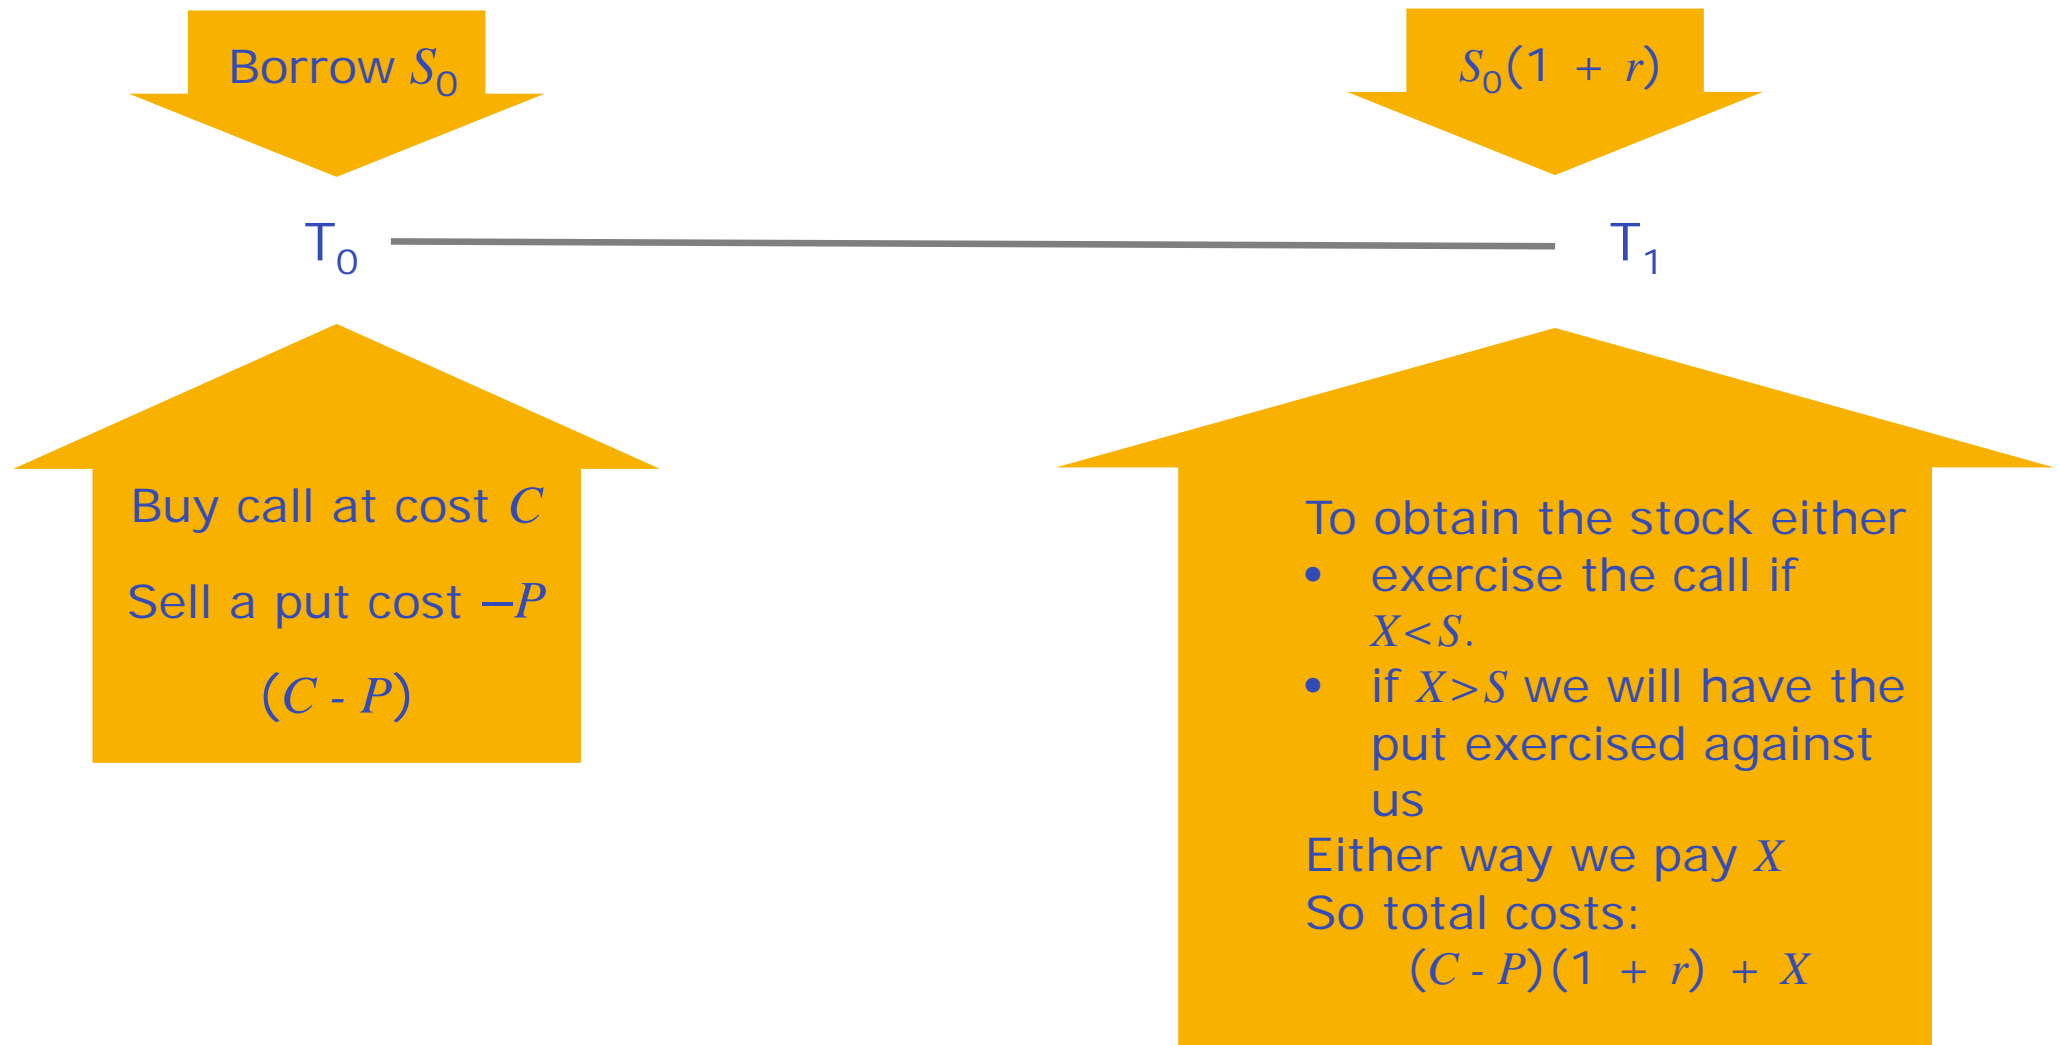 Borrow S₀
S₀(1 + r)
T₀
T₁
Buy call at cost C
Sell a put cost –P
(C - P)
To obtain the stock either
• exercise the call if
X<S.
• if X>S we will have the
put exercised against
us
Either way we pay X
So total costs:
(C - P)(1 + r) + X